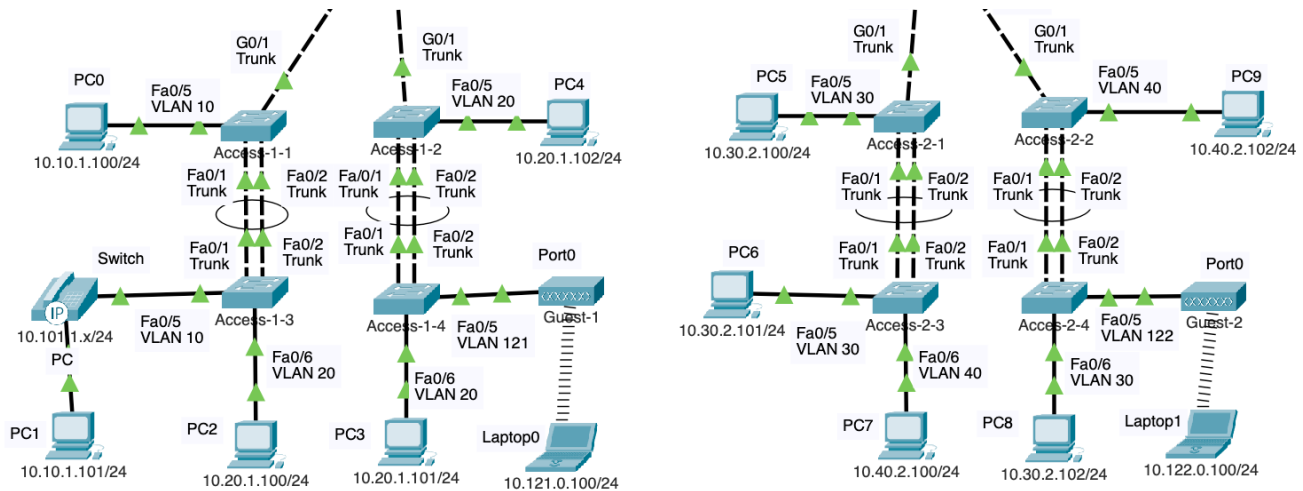 G0/1
Trunk
PC0
Fa0/5
VLAN 10
10.10.1.100/24
Access-1-1
Fa0/1
Trunk
Fa0/2
Trunk
Fa0/1
Trunk
Fa0/2
Trunk
Switch
IP
10.101.1.x/24
PC
Fa0/5
VLAN 10
Access-1-3
Fa0/6
VLAN 20
PC1
10.10.1.101/24
PC2
10.20.1.100/24
G0/1
Trunk
Fa0/5
VLAN 20
PC4
10.20.1.102/24
Access-1-2
Fa/0/1
Trunk
Fa0/2
Trunk
Fa0/1
Trunk
Fa0/2
Trunk
Port0
Guest-1
Access-1-4
Fa0/5
VLAN 121
Fa0/6
VLAN 20
PC3
10.20.1.101/24
Laptop0
10.121.0.100/24
G0/1
Trunk
PC5
Fa0/5
VLAN 30
10.30.2.100/24
Access-2-1
Fa0/1
Trunk
Fa0/2
Trunk
Fa0/1
Trunk
Fa0/2
Trunk
PC6
10.30.2.101/24
Fa0/5
VLAN 30
Access-2-3
Fa0/6
VLAN 40
PC7
10.40.2.100/24
G0/1
Trunk
Fa0/5
VLAN 40
PC9
10.40.2.102/24
Access-2-2
Fa0/1
Trunk
Fa0/2
Trunk
Fa0/1
Trunk
Fa0/2
Trunk
Port0
Guest-2
Acces-2-4
Fa0/5
VLAN 122
Fa0/6
VLAN 30
PC8
10.30.2.102/24
Laptop1
10.122.0.100/24